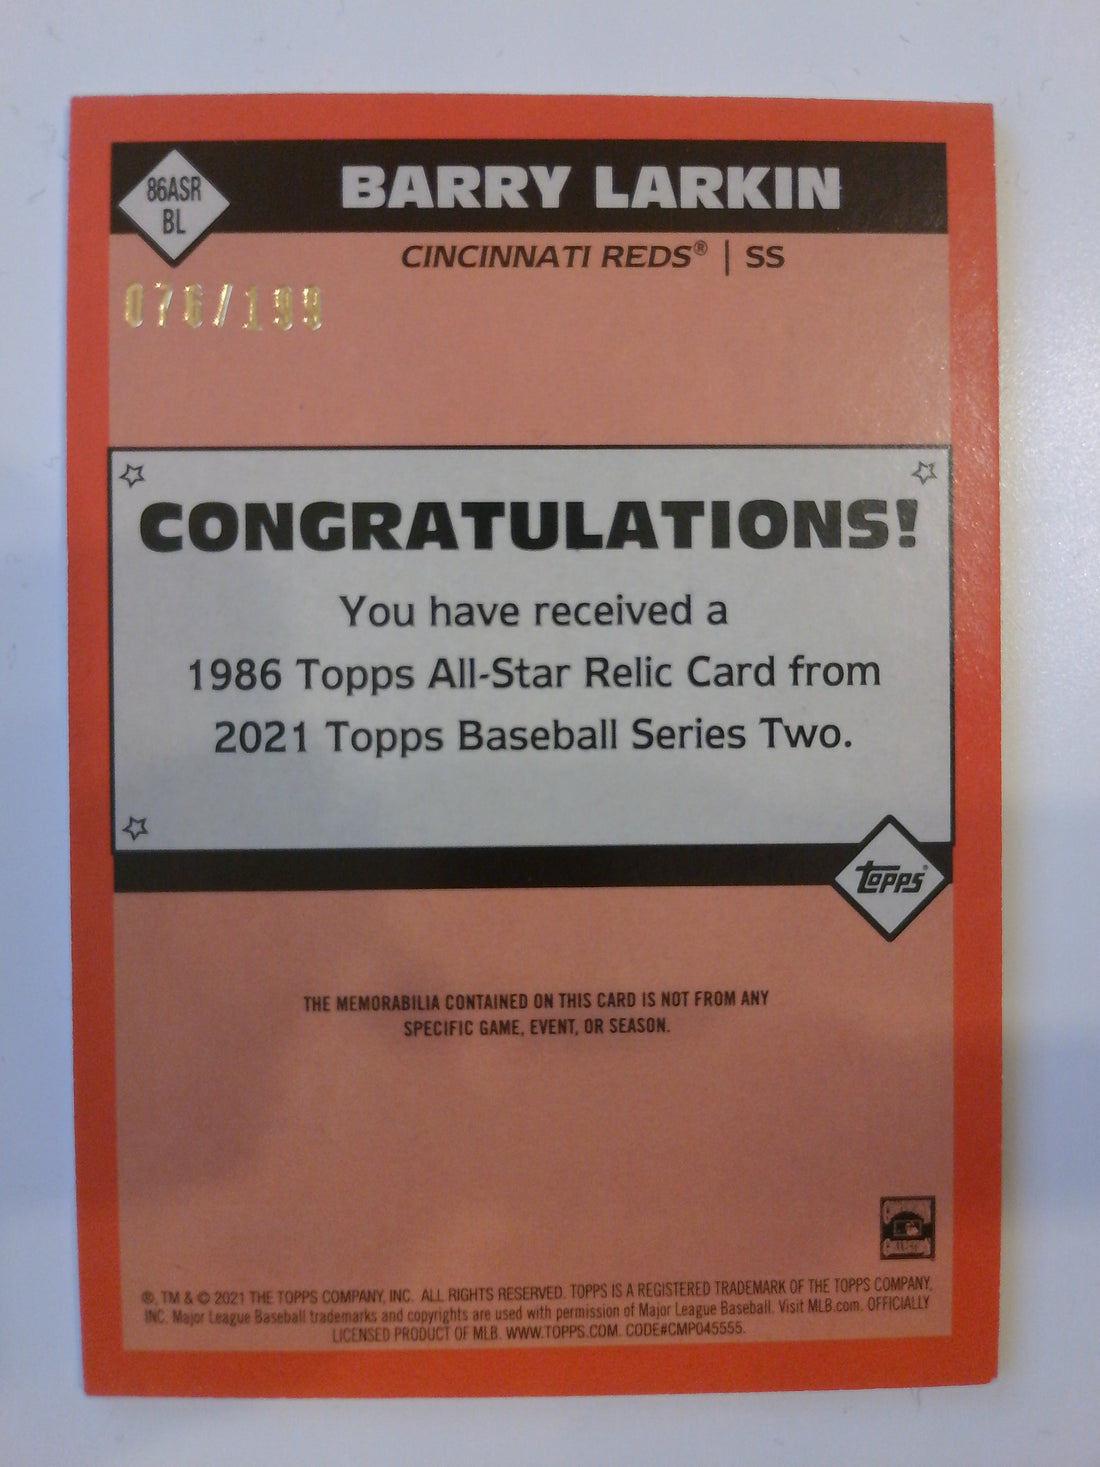 86ASR
BL
BARRY LARKIN
CINCINNATI REDS® | SS
076/199
CONGRATULATIONS!
You have received a
1986 Topps All-Star Relic Card from
2021 Topps Baseball Series Two.
topps®
THE MEMORABILIA CONTAINED ON THIS CARD IS NOT FROM ANY
SPECIFIC GAME, EVENT, OR SEASON.
®, TM & © 2021 THE TOPPS COMPANY, INC. ALL RIGHTS RESERVED. TOPPS IS A REGISTERED TRADEMARK OF THE TOPPS COMPANY,
INC. Major League Baseball trademarks and copyrights are used with permission of Major League Baseball. Visit MLB.com. OFFICIALLY
LICENSED PRODUCT OF MLB. WWW.TOPPS.COM. CODE#CMP045555.